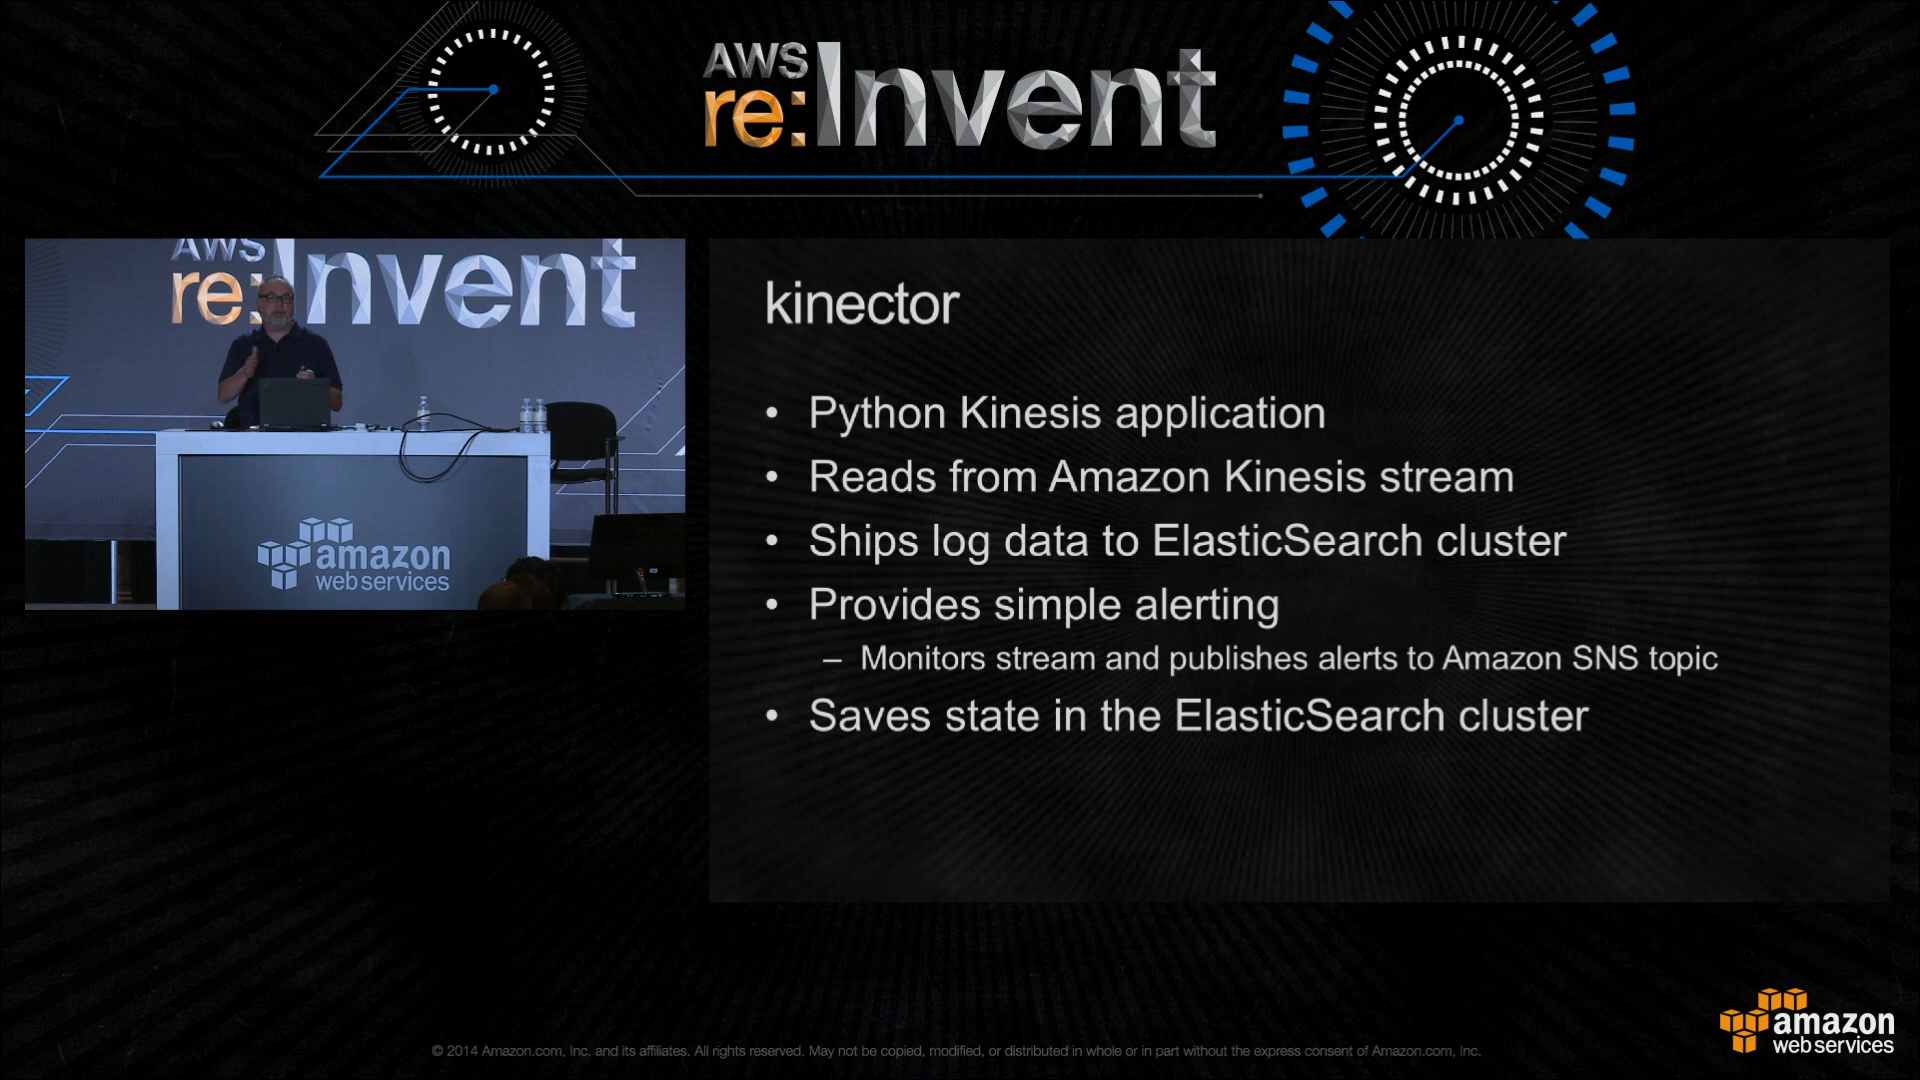 AWS
re:Invent
AWS
re:Invent
amazon
web services
kinector
• Python Kinesis application
• Reads from Amazon Kinesis stream
• Ships log data to ElasticSearch cluster
• Provides simple alerting
– Monitors stream and publishes alerts to Amazon SNS topic
• Saves state in the ElasticSearch cluster
© 2014 Amazon.com, Inc. and its affiliates. All rights reserved. May not be copied, modified, or distributed in whole or in part without the express consent of Amazon.com, Inc.
amazon
web services